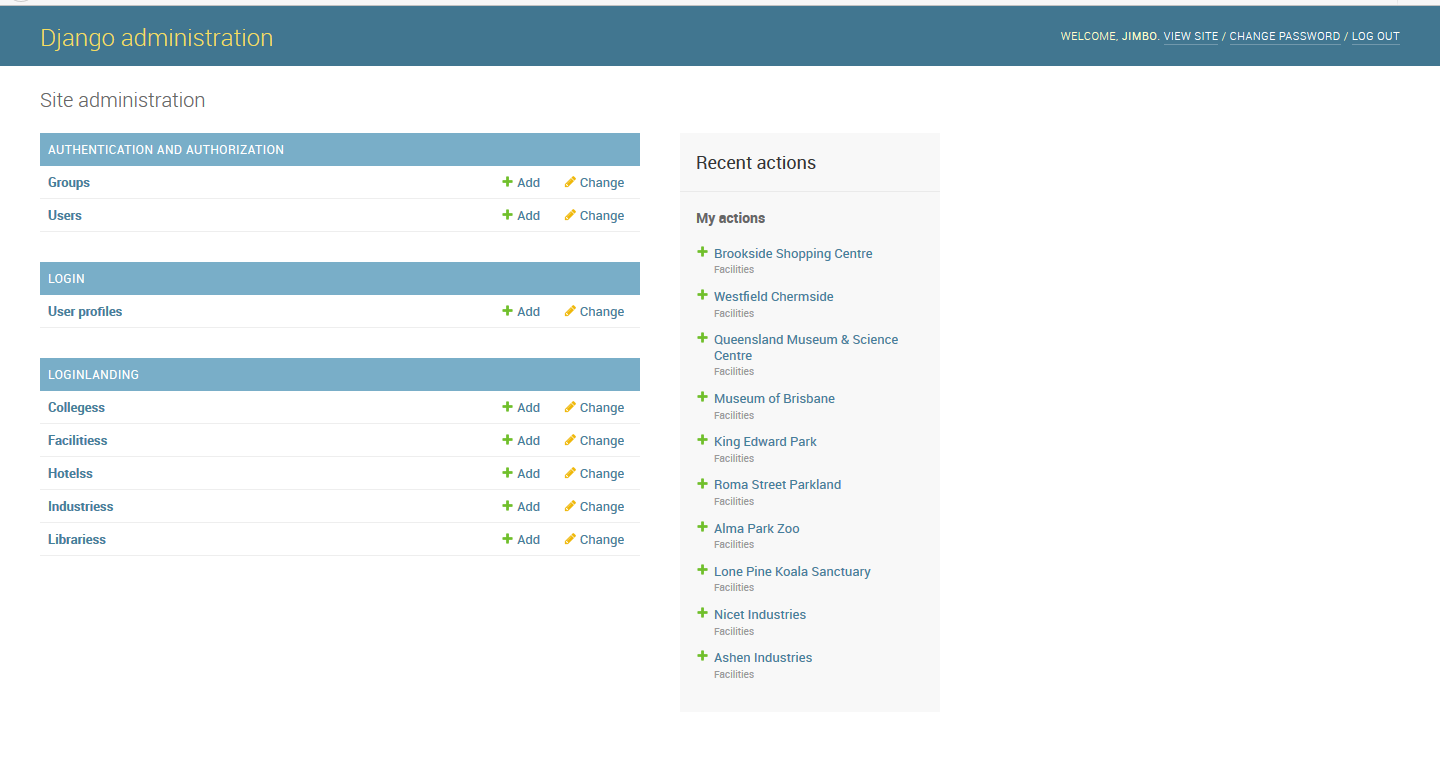 Django administration
WELCOME, JIMBO. VIEW SITE / CHANGE PASSWORD / LOG OUT
Site administration
AUTHENTICATION AND AUTHORIZATION
Groups Add Change
Users Add Change
LOGIN
User profiles Add Change
LOGINLANDING
Collegess Add Change
Facilitiess Add Change
Hotelss Add Change
Industriess Add Change
Librariess Add Change
Recent actions
My actions
Brookside Shopping Centre
Facilities
Westfield Chermside
Facilities
Queensland Museum & Science
Centre
Facilities
Museum of Brisbane
Facilities
King Edward Park
Facilities
Roma Street Parkland
Facilities
Alma Park Zoo
Facilities
Lone Pine Koala Sanctuary
Facilities
Nicet Industries
Facilities
Ashen Industries
Facilities